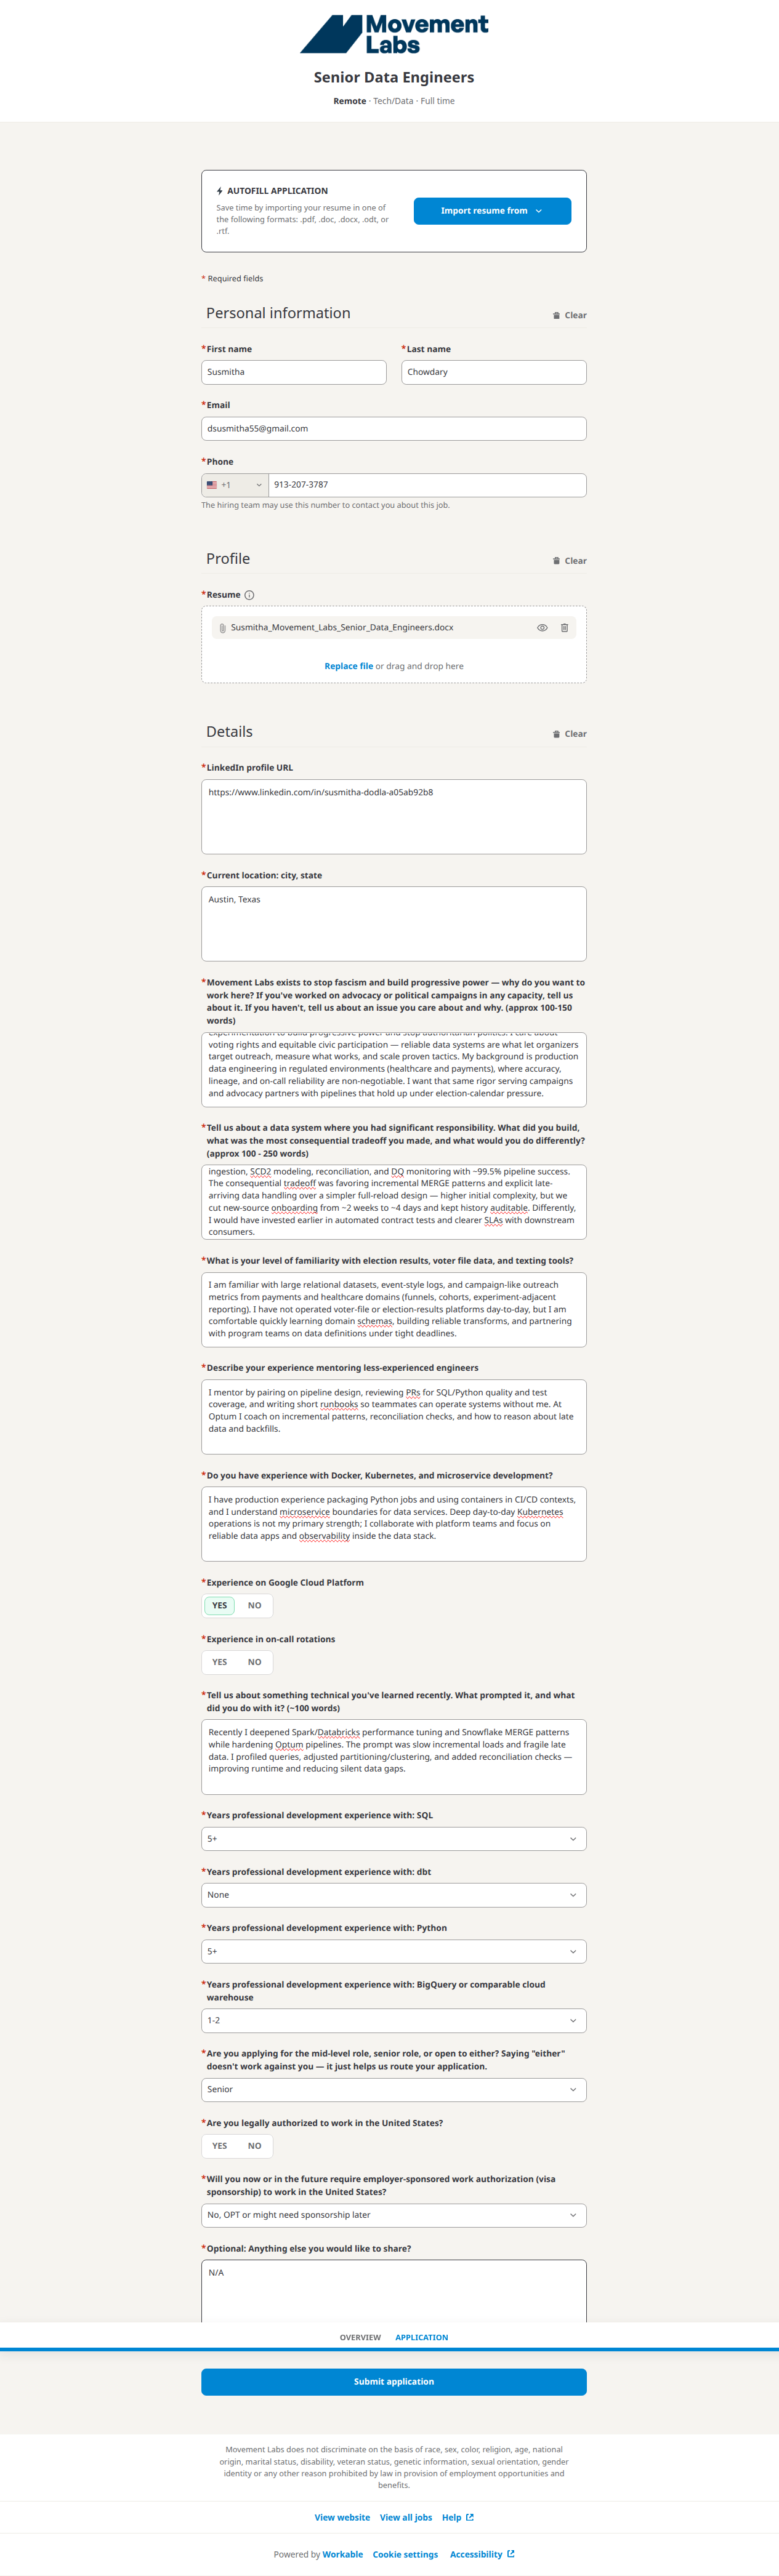 Movement
Labs
Senior Data Engineers
Remote · Tech/Data · Full time
AUTOFILL APPLICATION
Save time by importing your resume in one of
the following formats: .pdf, .doc, .docx, .odt, or
.rtf.
Import resume from
* Required fields
Personal information
Clear
*First name
*Last name
Susmitha
Chowdary
*Email
dsusmitha55@gmail.com
*Phone
+1
913-207-3787
The hiring team may use this number to contact you about this job.
Profile
Clear
*Resume
Susmitha_Movement_Labs_Senior_Data_Engineers.docx
Replace file or drag and drop here
Details
Clear
*LinkedIn profile URL
https://www.linkedin.com/in/susmitha-dodla-a05ab92b8
*Current location: city, state
Austin, Texas
*Movement Labs exists to stop fascism and build progressive power — why do you want to
work here? If you've worked on advocacy or political campaigns in any capacity, tell us
about it. If you haven't, tell us about an issue you care about and why. (approx 100-150
words)
experimentation to build progressive power and stop authoritarian politics. I care about
voting rights and equitable civic participation — reliable data systems are what let organizers
target outreach, measure what works, and scale proven tactics. My background is production
data engineering in regulated environments (healthcare and payments), where accuracy,
lineage, and on-call reliability are non-negotiable. I want that same rigor serving campaigns
and advocacy partners with pipelines that hold up under election-calendar pressure.
*Tell us about a data system where you had significant responsibility. What did you build,
what was the most consequential tradeoff you made, and what would you do differently?
(approx 100 - 250 words)
ingestion, SCD2 modeling, reconciliation, and DQ monitoring with ~99.5% pipeline success.
The consequential tradeoff was favoring incremental MERGE patterns and explicit late-
arriving data handling over a simpler full-reload design — higher initial complexity, but we
cut new-source onboarding from ~2 weeks to ~4 days and kept history auditable. Differently,
I would have invested earlier in automated contract tests and clearer SLAs with downstream
consumers.
*What is your level of familiarity with election results, voter file data, and texting tools?
I am familiar with large relational datasets, event-style logs, and campaign-like outreach
metrics from payments and healthcare domains (funnels, cohorts, experiment-adjacent
reporting). I have not operated voter-file or election-results platforms day-to-day, but I am
comfortable quickly learning domain schemas, building reliable transforms, and partnering
with program teams on data definitions under tight deadlines.
*Describe your experience mentoring less-experienced engineers
I mentor by pairing on pipeline design, reviewing PRs for SQL/Python quality and test
coverage, and writing short runbooks so teammates can operate systems without me. At
Optum I coach on incremental patterns, reconciliation checks, and how to reason about late
data and backfills.
*Do you have experience with Docker, Kubernetes, and microservice development?
I have production experience packaging Python jobs and using containers in CI/CD contexts,
and I understand microservice boundaries for data services. Deep day-to-day Kubernetes
operations is not my primary strength; I collaborate with platform teams and focus on
reliable data apps and observability inside the data stack.
*Experience on Google Cloud Platform
YES NO
*Experience in on-call rotations
YES NO
*Tell us about something technical you've learned recently. What prompted it, and what
did you do with it? (~100 words)
Recently I deepened Spark/Databricks performance tuning and Snowflake MERGE patterns
while hardening Optum pipelines. The prompt was slow incremental loads and fragile late
data. I profiled queries, adjusted partitioning/clustering, and added reconciliation checks —
improving runtime and reducing silent data gaps.
*Years professional development experience with: SQL
5+
*Years professional development experience with: dbt
None
*Years professional development experience with: Python
5+
*Years professional development experience with: BigQuery or comparable cloud
warehouse
1-2
*Are you applying for the mid-level role, senior role, or open to either? Saying "either"
doesn't work against you — it just helps us route your application.
Senior
*Are you legally authorized to work in the United States?
YES NO
*Will you now or in the future require employer-sponsored work authorization (visa
sponsorship) to work in the United States?
No, OPT or might need sponsorship later
*Optional: Anything else you would like to share?
N/A
OVERVIEW APPLICATION
Submit application
Movement Labs does not discriminate on the basis of race, sex, color, religion, age, national
origin, marital status, disability, veteran status, genetic information, sexual orientation, gender
identity or any other reason prohibited by law in provision of employment opportunities and
benefits.
View website View all jobs Help
Powered by Workable Cookie settings Accessibility